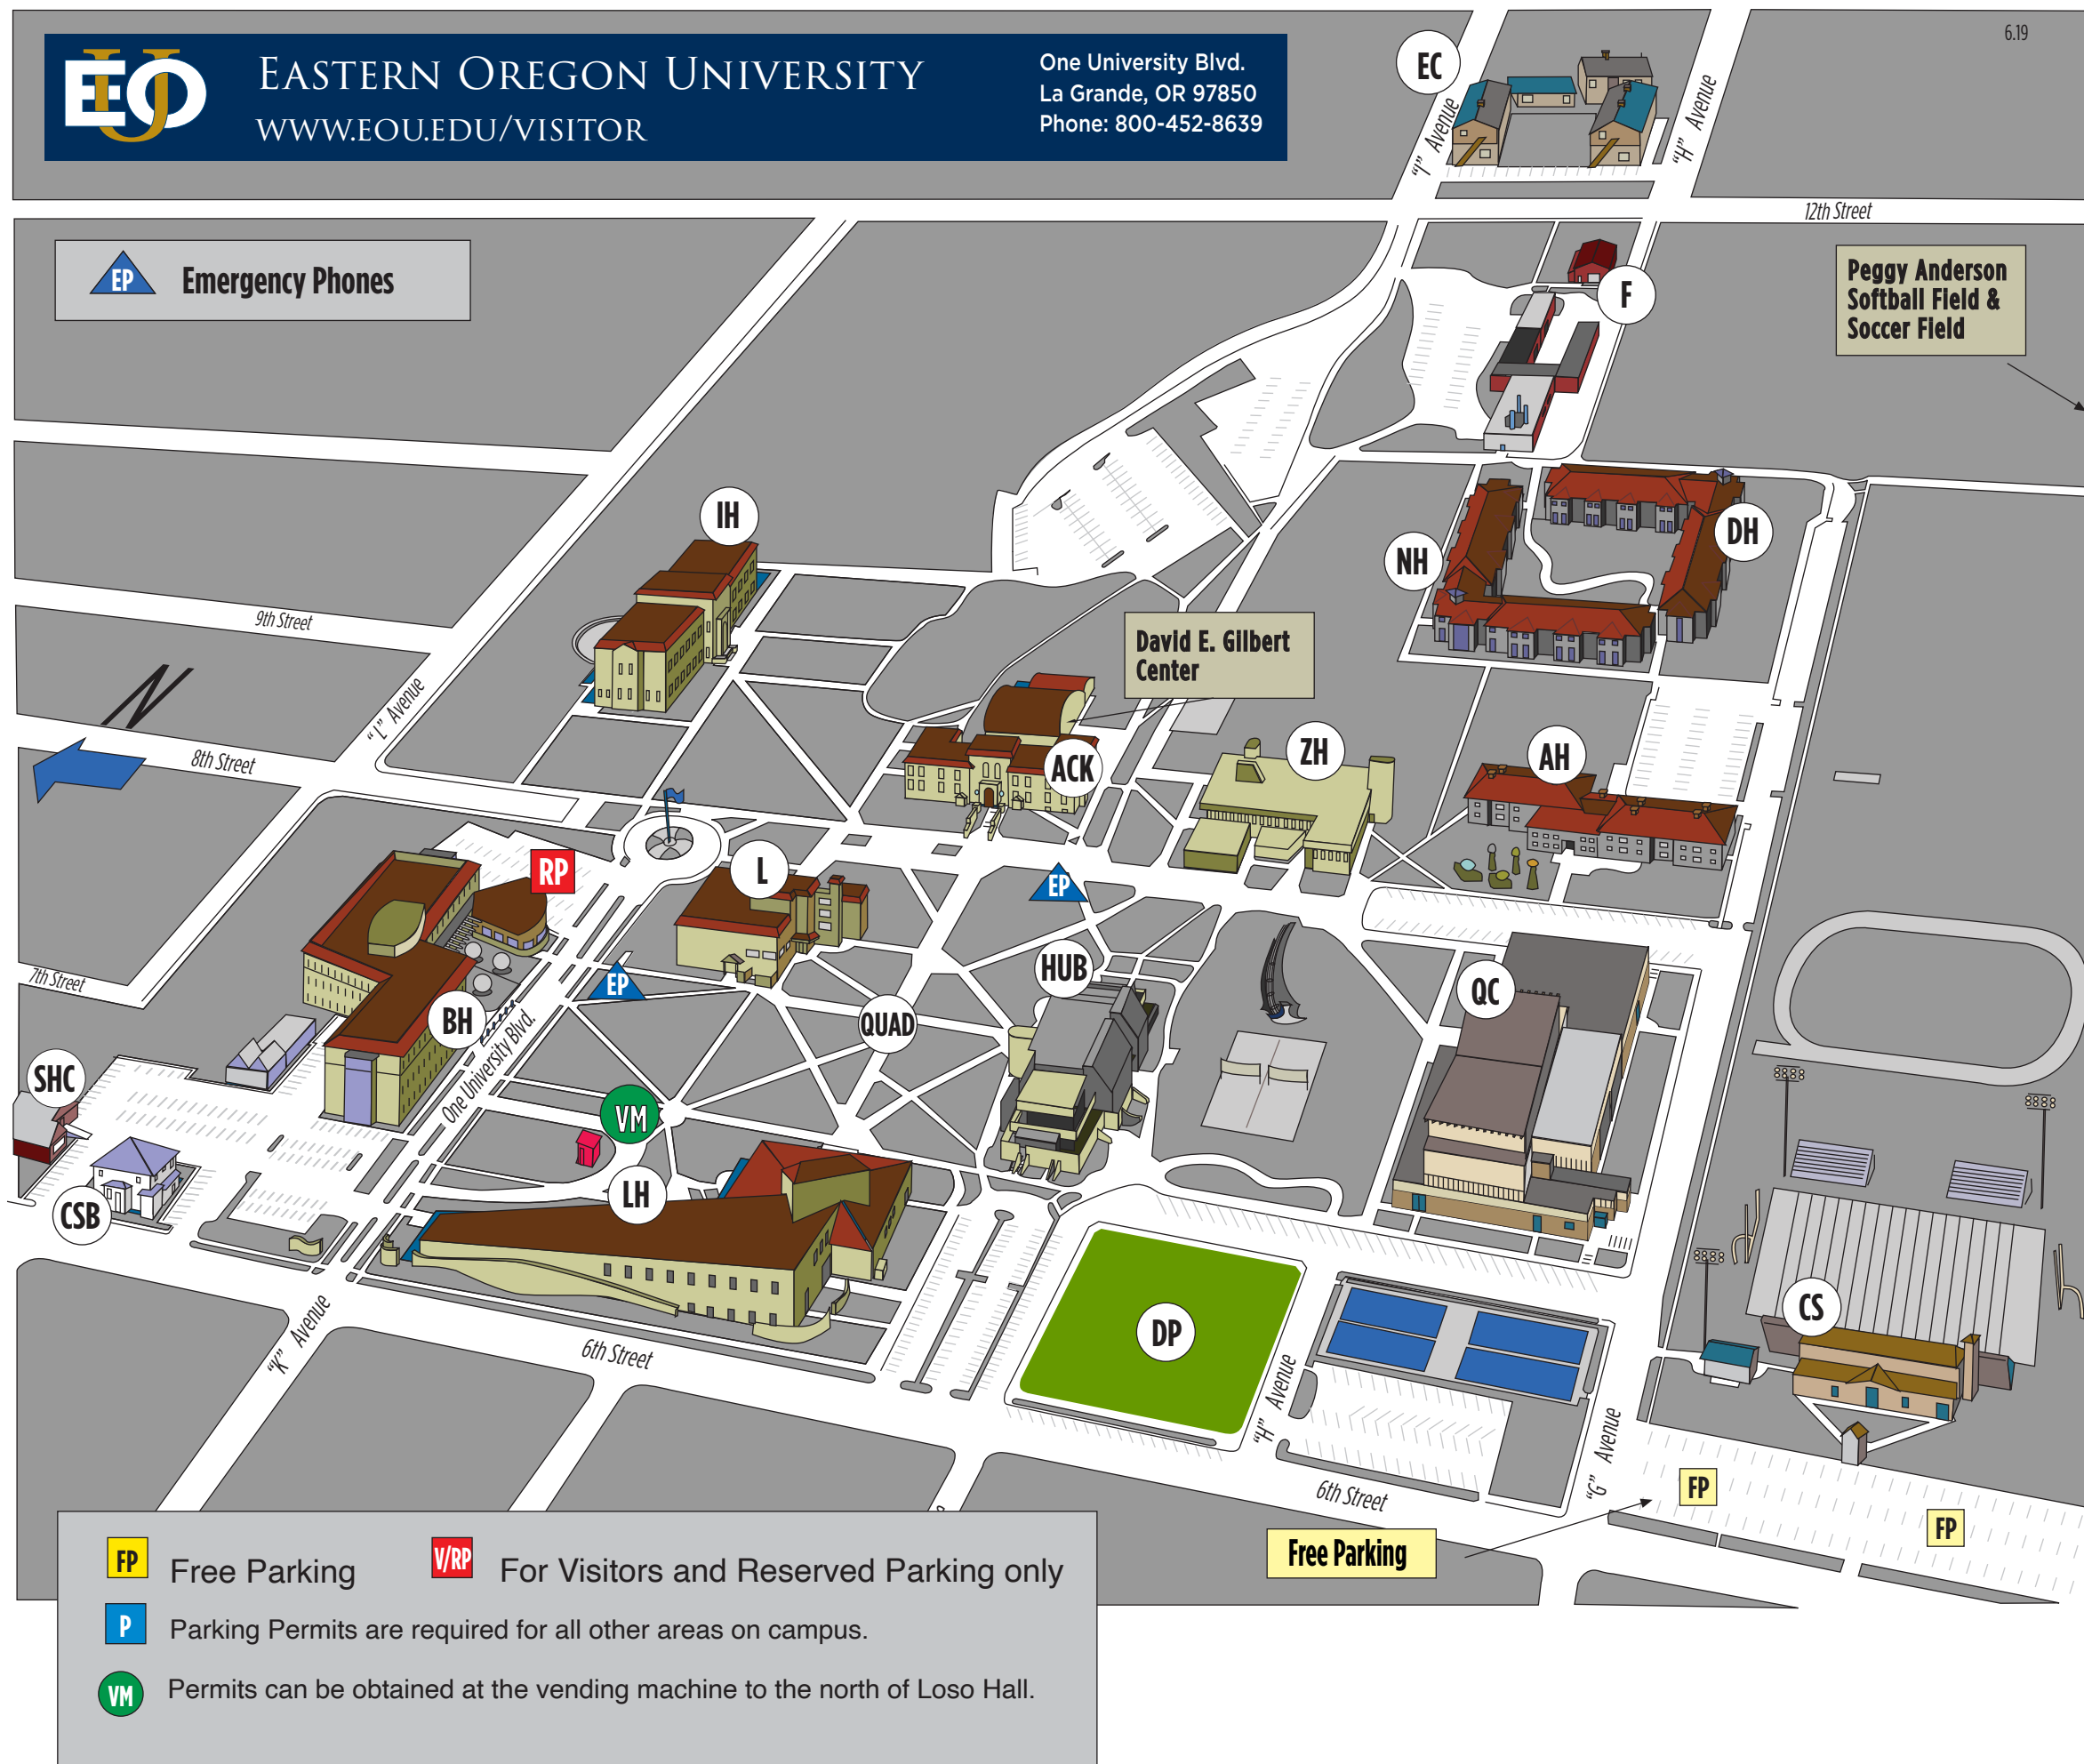 6.19
EOU
EASTERN OREGON UNIVERSITY
WWW.EOU.EDU/VISITOR
One University Blvd.
La Grande, OR 97850
Phone: 800-452-8639
EC
"I" Avenue
"H" Avenue
12th Street
EP Emergency Phones
Peggy Anderson
Softball Field &
Soccer Field
F
IH
NH
DH
9th Street
David E. Gilbert
Center
N
"L" Avenue
8th Street
ACK
ZH
AH
RP
L
EP
7th Street
EP
HUB
QC
BH
QUAD
One University Blvd.
SHC
VM
CSB
LH
CS
DP
"K" Avenue
6th Street
"H" Avenue
"G" Avenue
6th Street
FP
FP
Free Parking
FP Free Parking
V/RP For Visitors and Reserved Parking only
P Parking Permits are required for all other areas on campus.
VM Permits can be obtained at the vending machine to the north of Loso Hall.